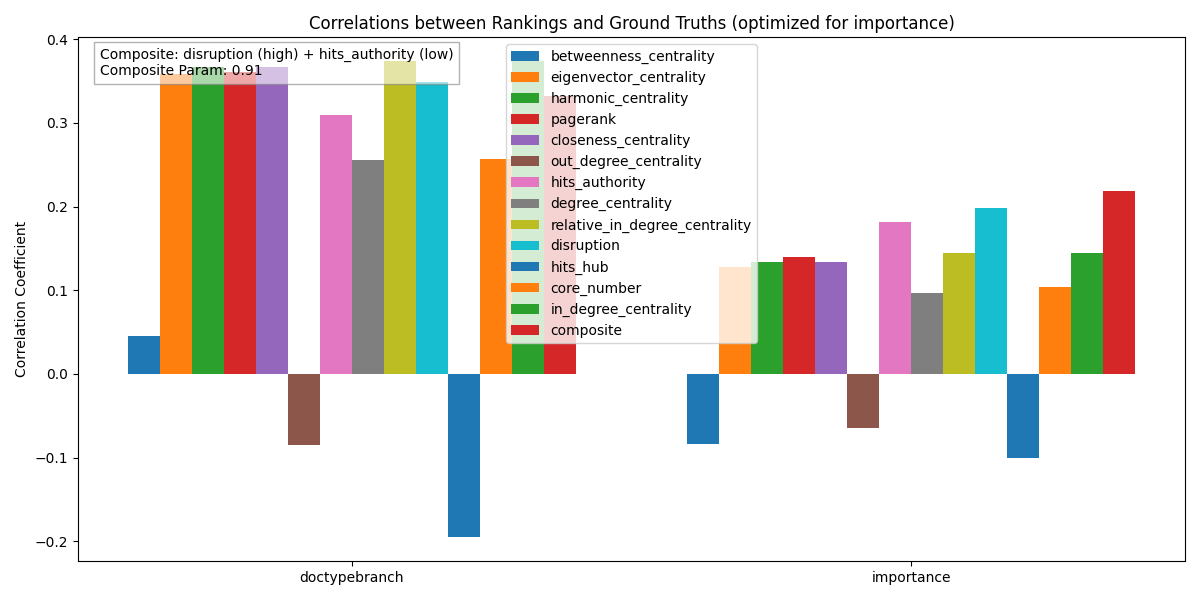 Correlations between Rankings and Ground Truths (optimized for importance)
Composite: disruption (high) + hits_authority (low)
Composite Param: 0.91
betweenness_centrality
eigenvector_centrality
harmonic_centrality
pagerank
closeness_centrality
out_degree_centrality
hits_authority
degree_centrality
relative_in_degree_centrality
disruption
hits_hub
core_number
in_degree_centrality
composite
Correlation Coefficient
0.4
0.3
0.2
0.1
0.0
−0.1
−0.2
doctypebranch
importance